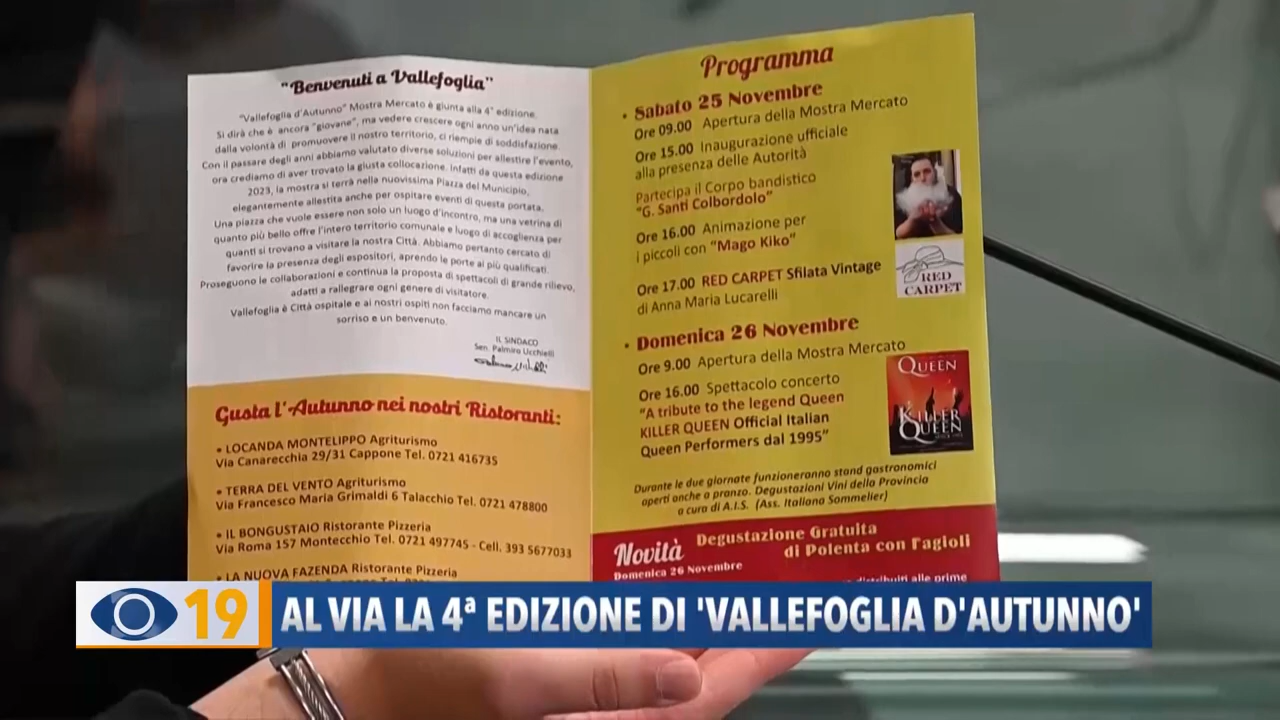 "Benvenuti a Vallefoglia"
"Vallefoglia d'Autunno" Mostra Mercato è giunta alla 4° edizione.
Si dirà che è ancora "giovane", ma vedere crescere ogni anno un'idea nata
dalla volontà di promuovere il nostro territorio, ci riempie di soddisfazione.
Con il passare degli anni abbiamo valutato diverse soluzioni per allestire l'evento,
ora crediamo di aver trovato la giusta collocazione. Infatti da questa edizione
2023, la mostra si terrà nella nuovissima Piazza del Municipio,
elegantemente allestita anche per ospitare eventi di questa portata.
Una piazza che vuole essere non solo un luogo d'incontro, ma una vetrina di
quanto più bello offre l'intero territorio comunale e luogo di accoglienza per
quanti si trovano a visitare la nostra Città. Abbiamo pertanto cercato di
favorire la presenza degli espositori, aprendo le porte ai più qualificati.
Proseguono le collaborazioni e continua la proposta di spettacoli di grande rilievo,
adatti a rallegrare ogni genere di visitatore.
Vallefoglia è Città ospitale e ai nostri ospiti non facciamo mancare un
sorriso e un benvenuto.
IL SINDACO
Sen. Palmiro Ucchielli
Gusta l'Autunno nei nostri Ristoranti:
• LOCANDA MONTELIPPO Agriturismo
Via Canarecchia 29/31 Cappone Tel. 0721 416735
• TERRA DEL VENTO Agriturismo
Via Francesco Maria Grimaldi 6 Talacchio Tel. 0721 478800
• IL BONGUSTAIO Ristorante Pizzeria
Via Roma 157 Montecchio Tel. 0721 497745 - Cell. 393 5677033
• LA NUOVA FAZENDA Ristorante Pizzeria
Programma
• Sabato 25 Novembre
Ore 09.00 Apertura della Mostra Mercato
Ore 15.00 Inaugurazione ufficiale
alla presenza delle Autorità
Partecipa il Corpo bandistico
"G. Santi Colbordolo"
Ore 16.00 Animazione per
i piccoli con "Mago Kiko"
Ore 17.00 RED CARPET Sfilata Vintage
di Anna Maria Lucarelli
RED
CARPET
• Domenica 26 Novembre
Ore 9.00 Apertura della Mostra Mercato
Ore 16.00 Spettacolo concerto
"A tribute to the legend Queen
KILLER QUEEN Official Italian
Queen Performers dal 1995"
QUEEN
KILLER
QUEEN
Durante le due giornate funzioneranno stand gastronomici
aperti anche a pranzo. Degustazioni Vini della Provincia
a cura di A.I.S. (Ass. Italiana Sommelier)
Novità Degustazione Gratuita
di Polenta con Fagioli
Domenica 26 Novembre
distribuiti alle prime
19 AL VIA LA 4ª EDIZIONE DI 'VALLEFOGLIA D'AUTUNNO'